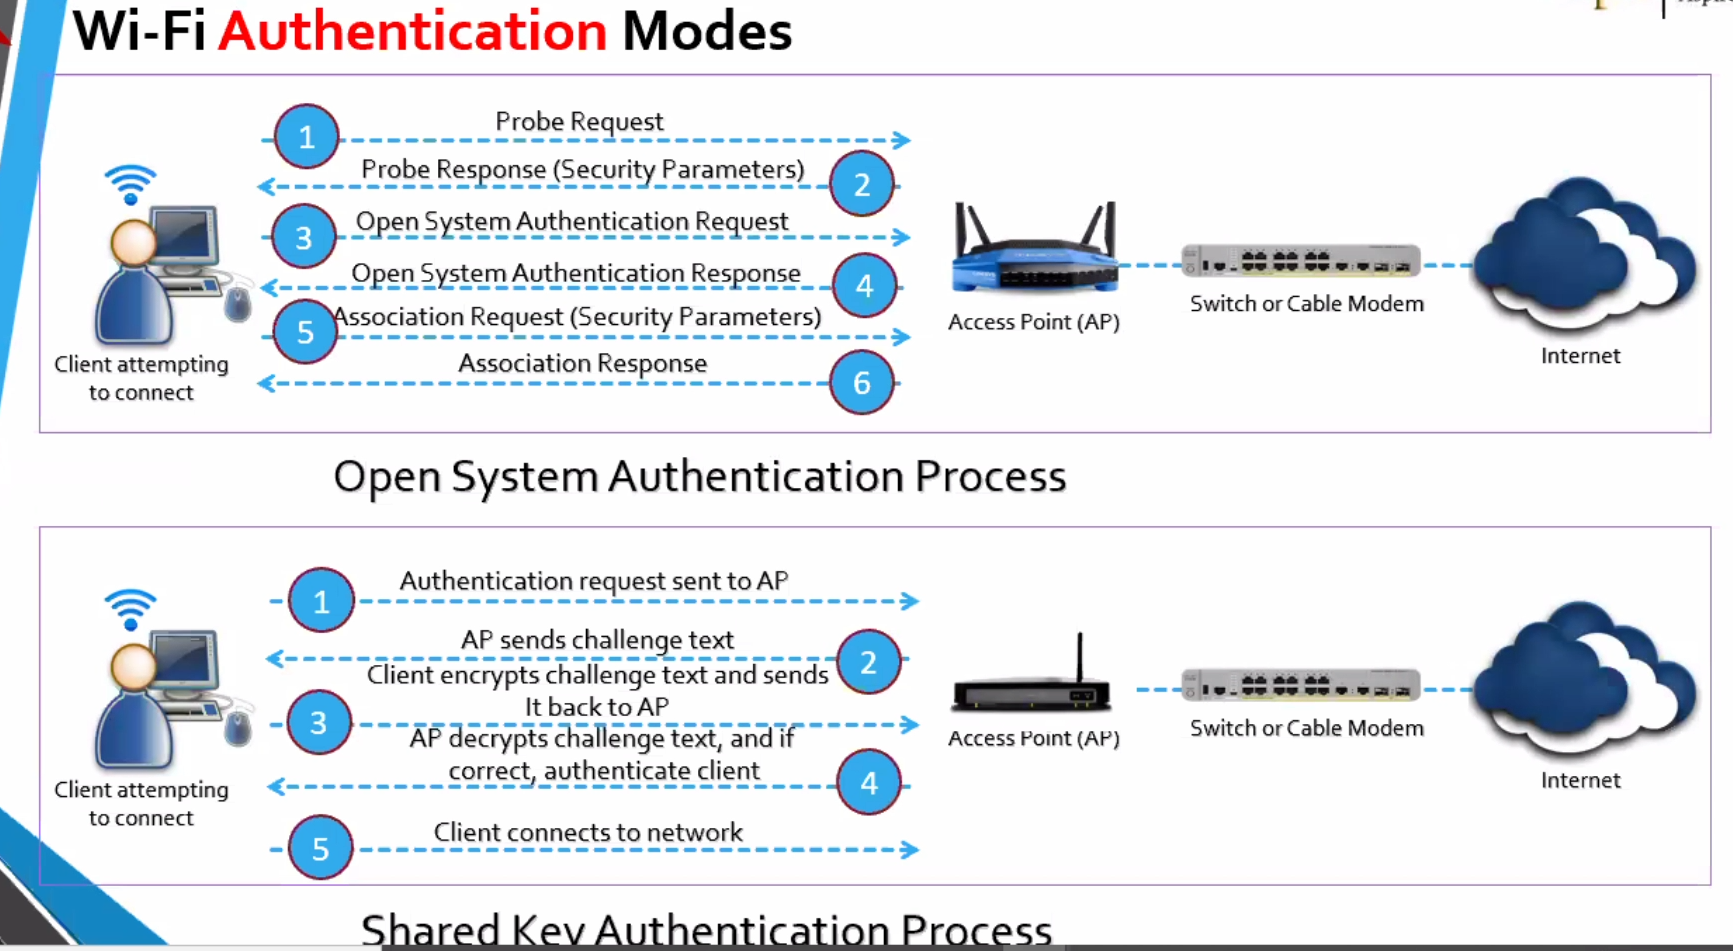 Wi-Fi Authentication Modes
1
Probe Request
Probe Response (Security Parameters)
2
3
Open System Authentication Request
Open System Authentication Response
4
5
Association Request (Security Parameters)
Association Response
6
Client attempting
to connect
Access Point (AP)
Switch or Cable Modem
Internet
Open System Authentication Process
1
Authentication request sent to AP
AP sends challenge text
2
Client encrypts challenge text and sends
It back to AP
3
AP decrypts challenge text, and if
correct, authenticate client
4
5
Client connects to network
Client attempting
to connect
Access Point (AP)
Switch or Cable Modem
Internet
Shared Key Authentication Process